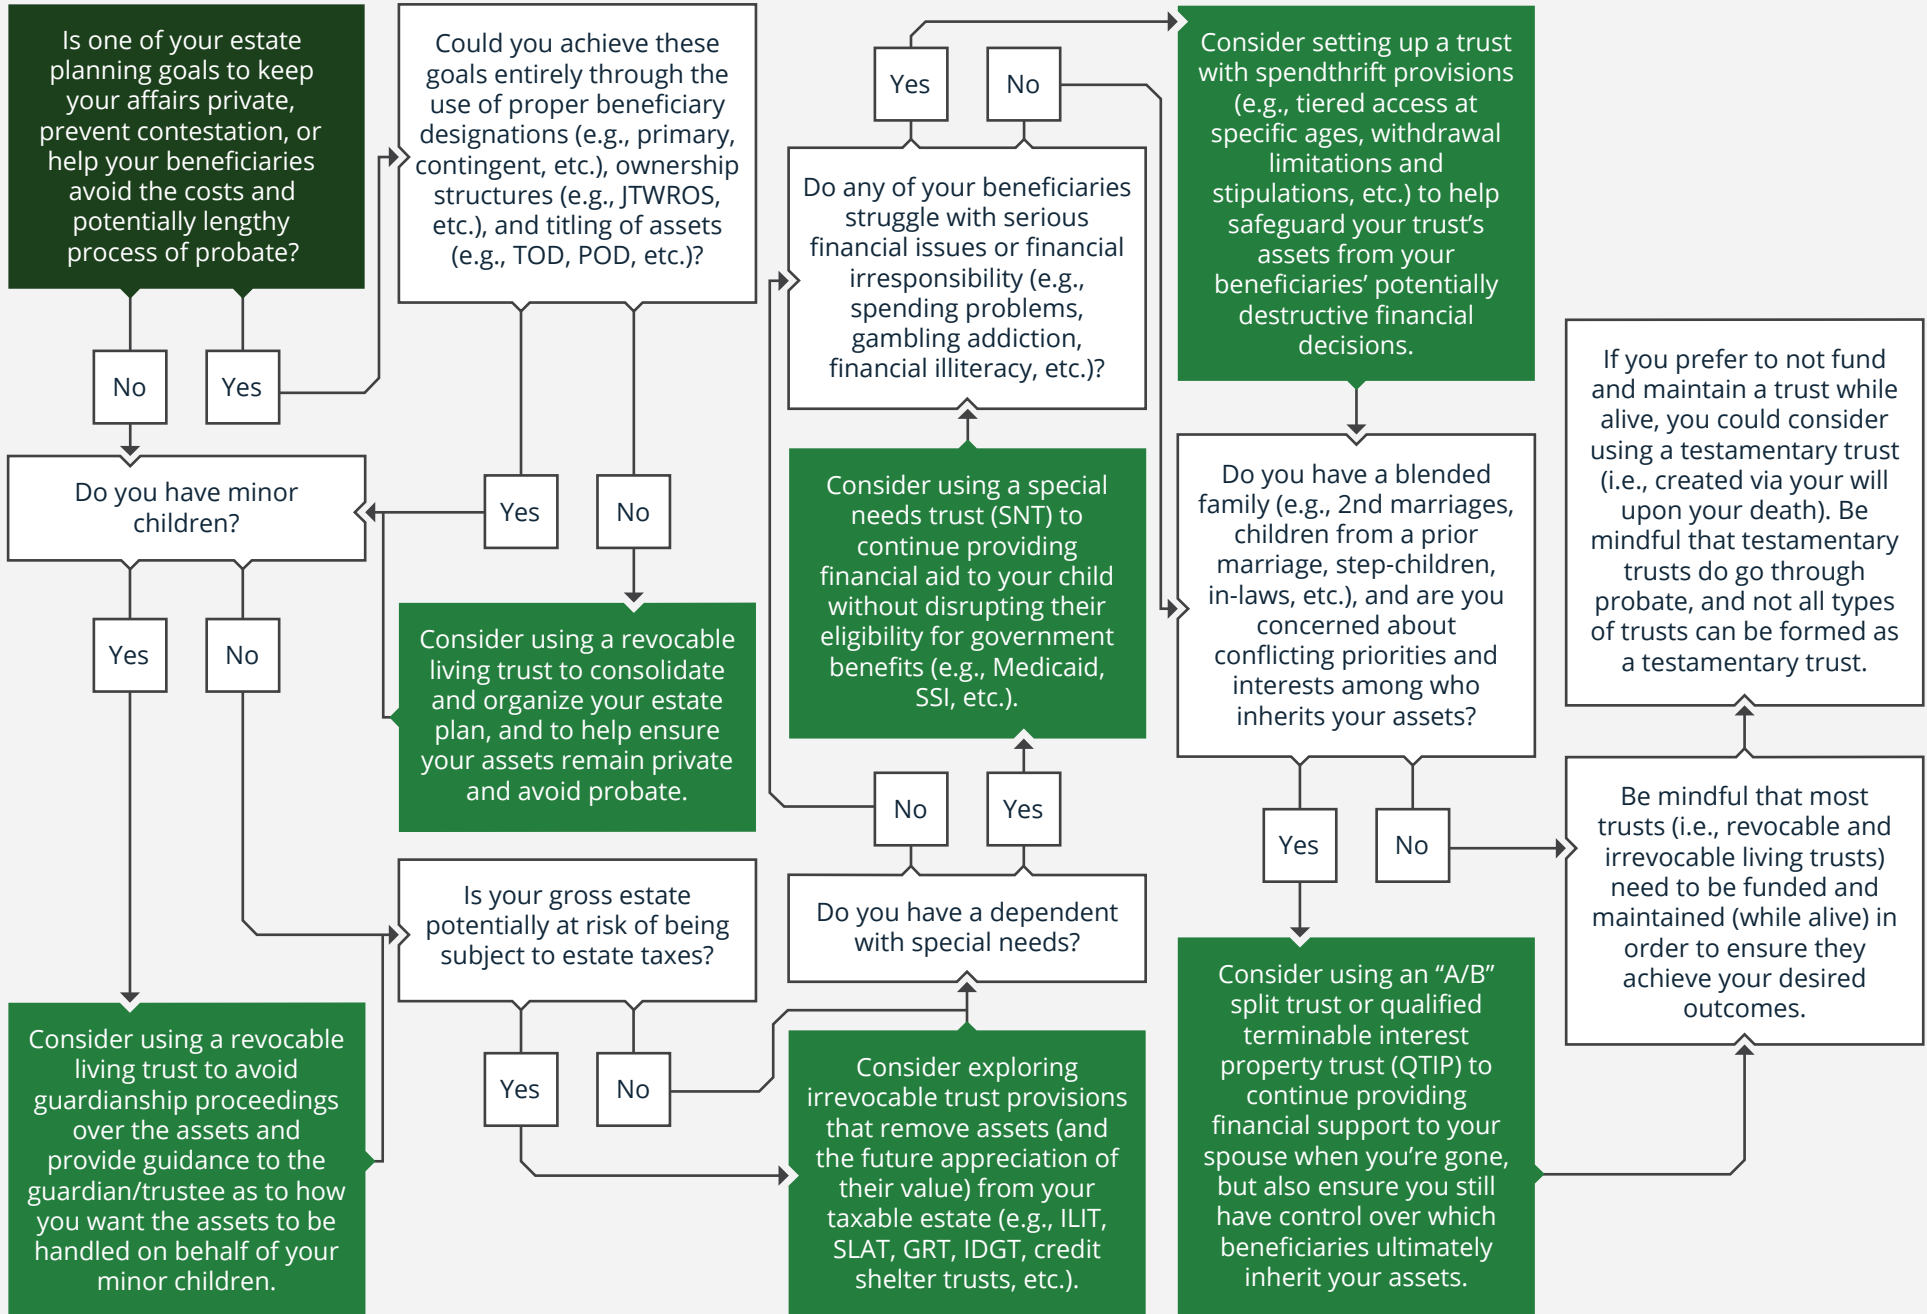 Is one of your estate
planning goals to keep
your affairs private,
prevent contestation, or
help your beneficiaries
avoid the costs and
potentially lengthy
process of probate?
No
Yes
Could you achieve these
goals entirely through the
use of proper beneficiary
designations (e.g., primary,
contingent, etc.), ownership
structures (e.g., JTWROS,
etc.), and titling of assets
(e.g., TOD, POD, etc.)?
Yes
No
Consider using a revocable
living trust to consolidate
and organize your estate
plan, and to help ensure
your assets remain private
and avoid probate.
Do you have minor
children?
Yes
No
Consider using a revocable
living trust to avoid
guardianship proceedings
over the assets and
provide guidance to the
guardian/trustee as to how
you want the assets to be
handled on behalf of your
minor children.
Is your gross estate
potentially at risk of being
subject to estate taxes?
Yes
No
Consider exploring
irrevocable trust provisions
that remove assets (and
the future appreciation of
their value) from your
taxable estate (e.g., ILIT,
SLAT, GRT, IDGT, credit
shelter trusts, etc.).
Do you have a dependent
with special needs?
No
Yes
Consider using a special
needs trust (SNT) to
continue providing
financial aid to your child
without disrupting their
eligibility for government
benefits (e.g., Medicaid,
SSI, etc.).
Do any of your beneficiaries
struggle with serious
financial issues or financial
irresponsibility (e.g.,
spending problems,
gambling addiction,
financial illiteracy, etc.)?
Yes
No
Consider setting up a trust
with spendthrift provisions
(e.g., tiered access at
specific ages, withdrawal
limitations and
stipulations, etc.) to help
safeguard your trust's
assets from your
beneficiaries' potentially
destructive financial
decisions.
Do you have a blended
family (e.g., 2nd marriages,
children from a prior
marriage, step-children,
in-laws, etc.), and are you
concerned about
conflicting priorities and
interests among who
inherits your assets?
Yes
No
Consider using an “A/B”
split trust or qualified
terminable interest
property trust (QTIP) to
continue providing
financial support to your
spouse when you're gone,
but also ensure you still
have control over which
beneficiaries ultimately
inherit your assets.
Be mindful that most
trusts (i.e., revocable and
irrevocable living trusts)
need to be funded and
maintained (while alive) in
order to ensure they
achieve your desired
outcomes.
If you prefer to not fund
and maintain a trust while
alive, you could consider
using a testamentary trust
(i.e., created via your will
upon your death). Be
mindful that testamentary
trusts do go through
probate, and not all types
of trusts can be formed as
a testamentary trust.